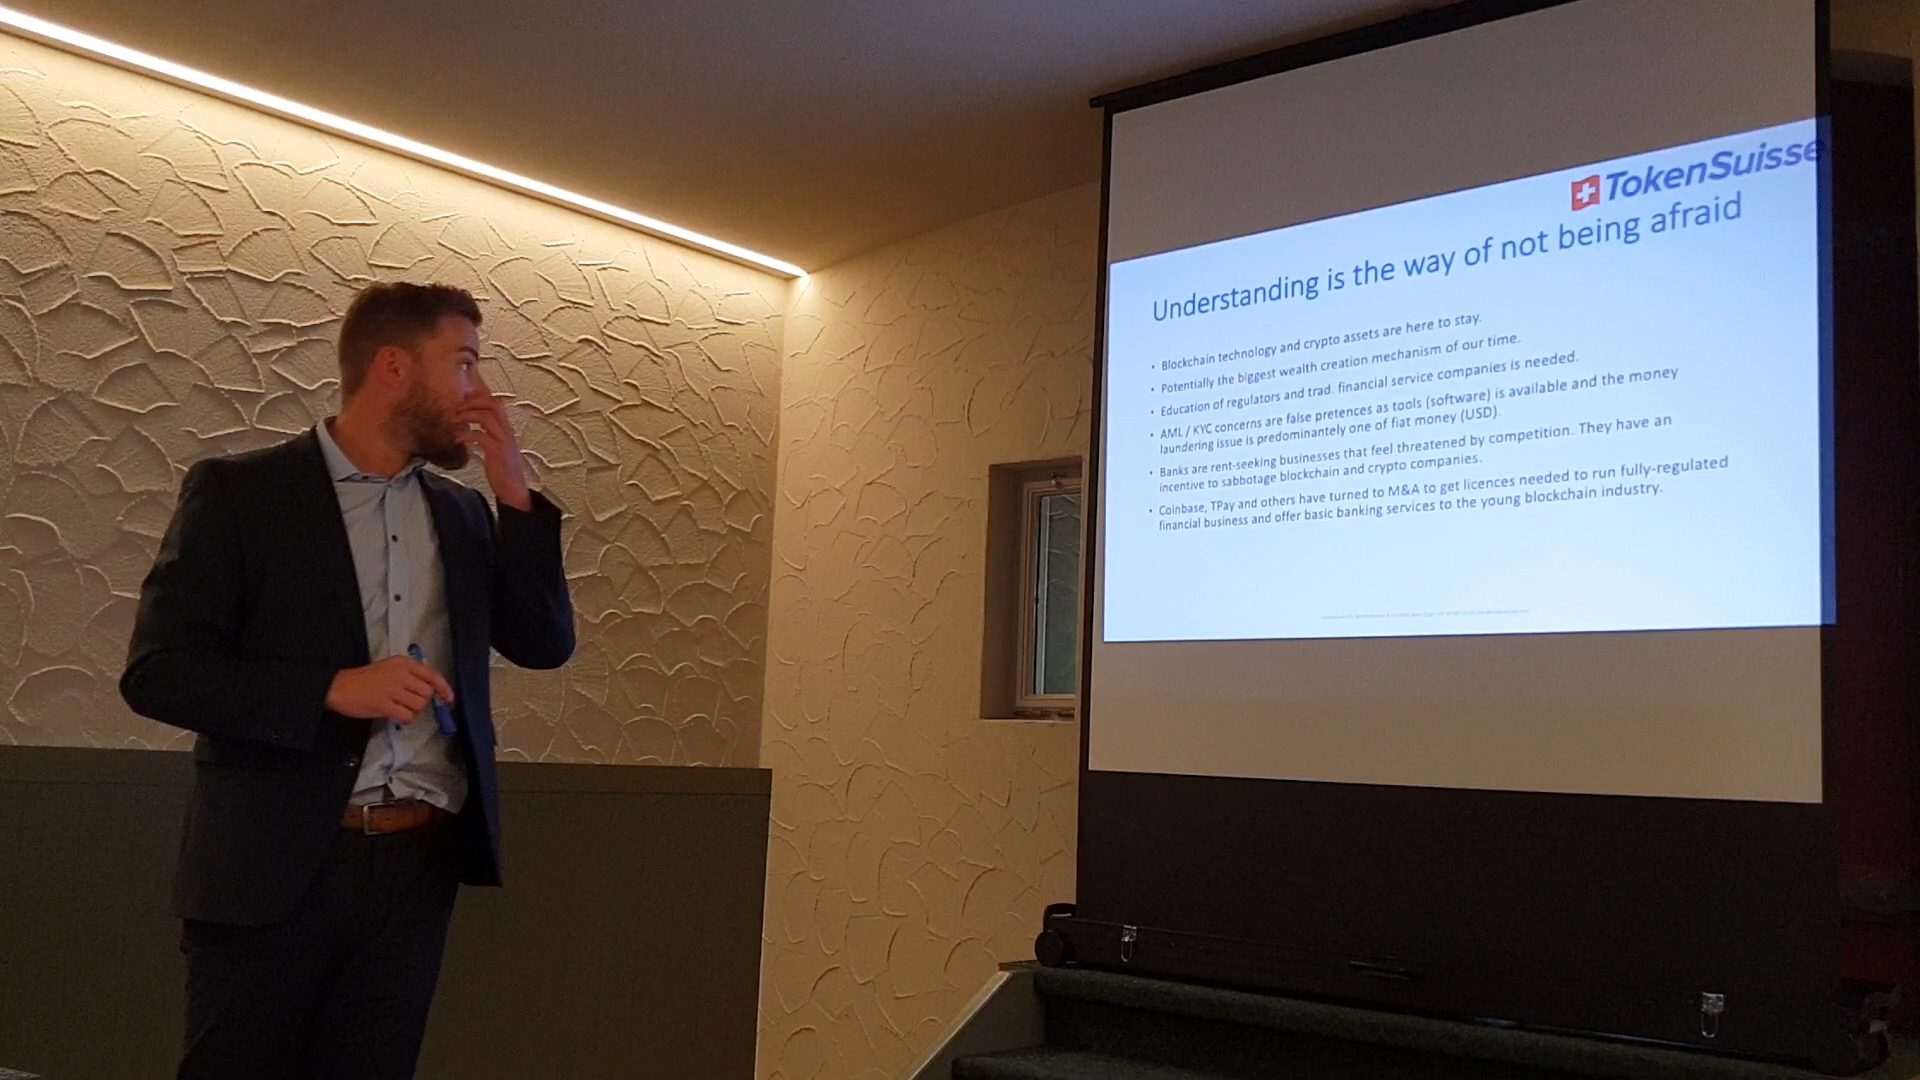 TokenSuisse
Understanding is the way of not being afraid
• Blockchain technology and crypto assets are here to stay.
• Potentially the biggest wealth creation mechanism of our time.
• Education of regulators and trad. financial service companies is needed.
• AML / KYC concerns are false pretences as tools (software) is available and the money
laundering issue is predominantely one of fiat money (USD).
• Banks are rent-seeking businesses that feel threatened by competition. They have an
incentive to sabbotage blockchain and crypto companies.
• Coinbase, TPay and others have turned to M&A to get licences needed to run fully-regulated
financial business and offer basic banking services to the young blockchain industry.